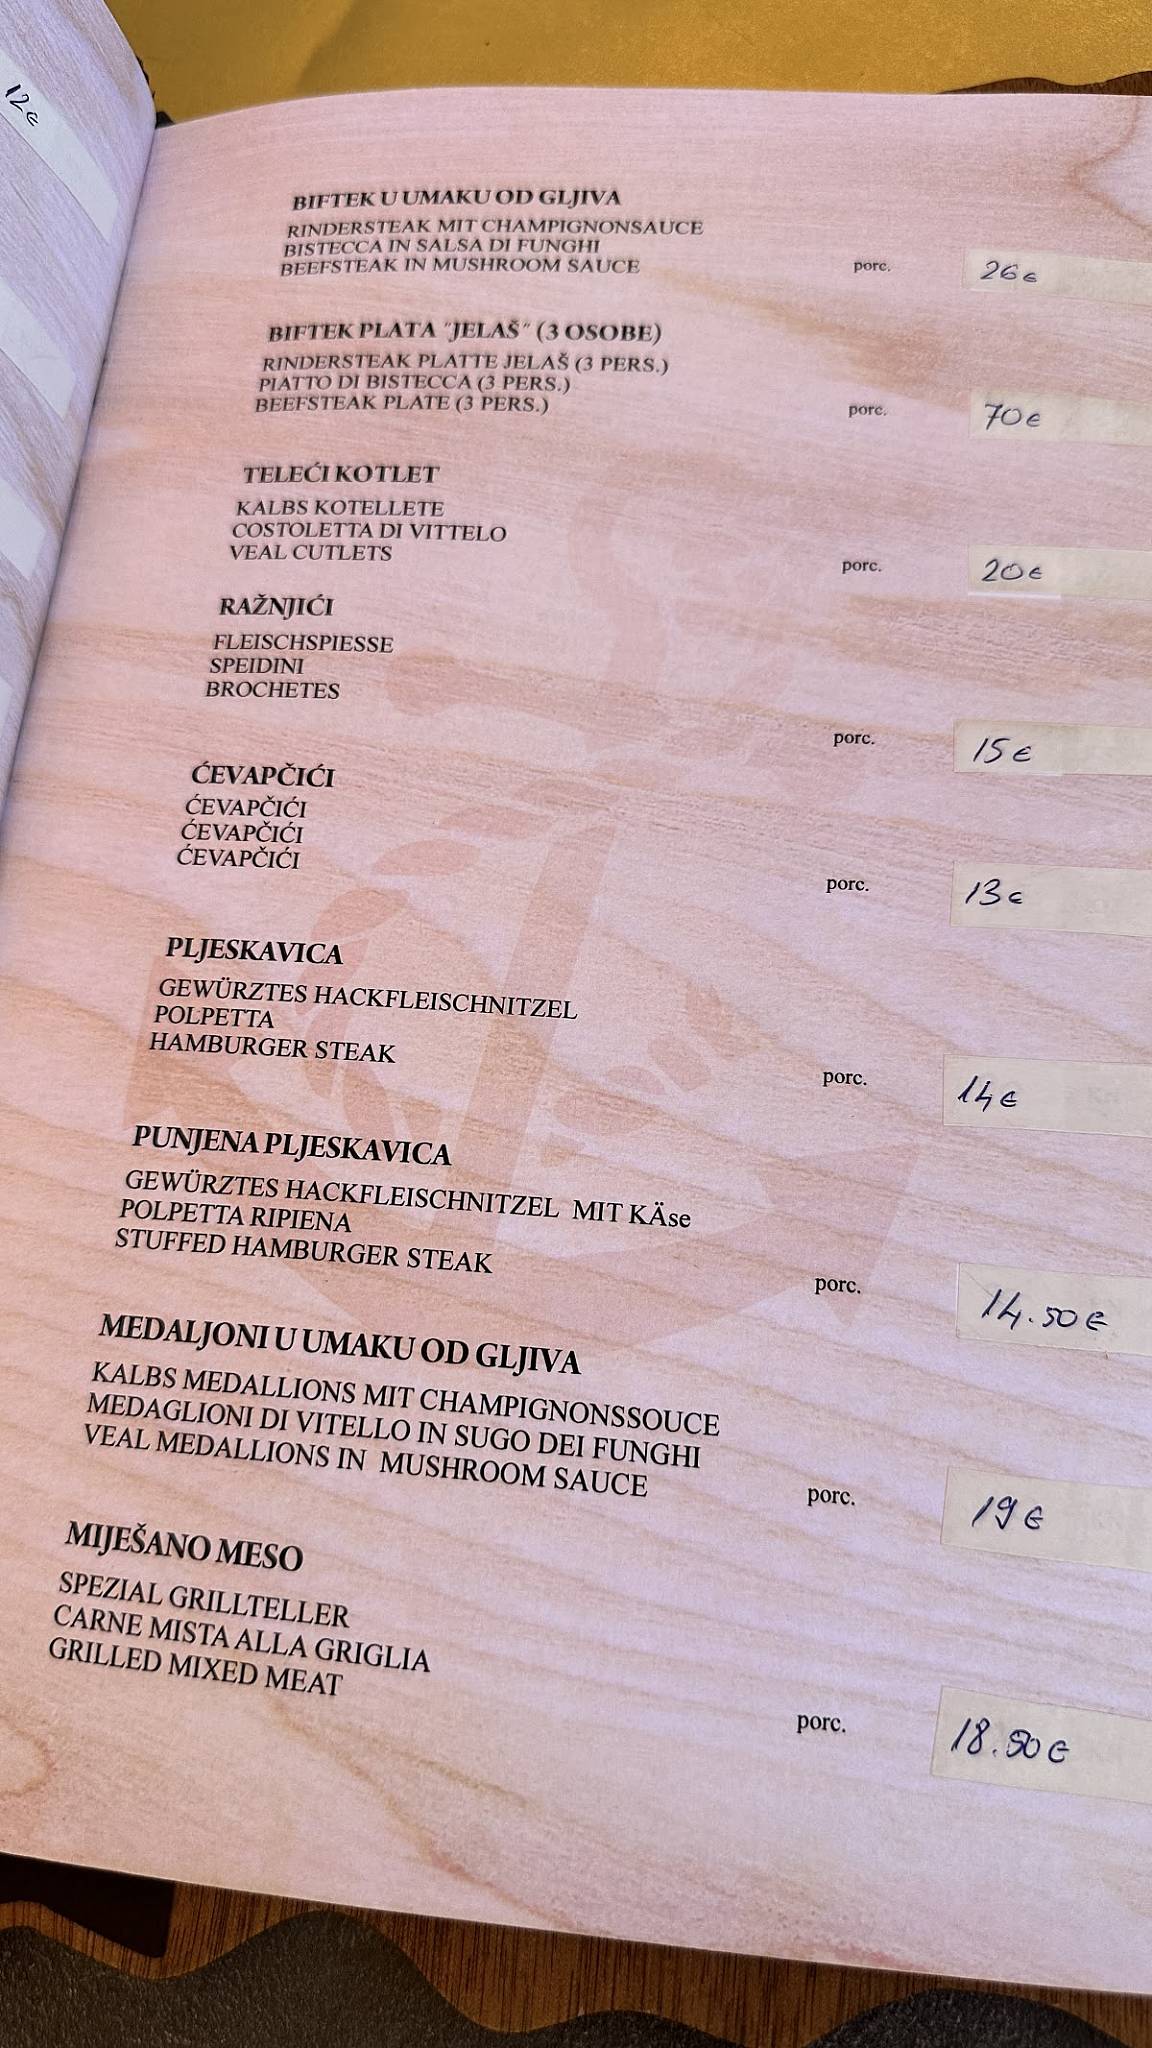 12€
BIFTEK U UMAKU OD GLJIVA
RINDERSTEAK MIT CHAMPIGNONSAUCE
BISTECCA IN SALSA DI FUNGHI
BEEFSTEAK IN MUSHROOM SAUCE porc. 26€
BIFTEK PLATA "JELAŠ" (3 OSOBE)
RINDERSTEAK PLATTE JELAŠ (3 PERS.)
PIATTO DI BISTECCA (3 PERS.)
BEEFSTEAK PLATE (3 PERS.) porc. 70€
TELEĆI KOTLET
KALBS KOTELLETE
COSTOLETTA DI VITTELO
VEAL CUTLETS porc. 20€
RAŽNJIĆI
FLEISCHSPIESSE
SPEIDINI
BROCHETES
porc. 15€
ĆEVAPČIĆI
ĆEVAPČIĆI
ĆEVAPČIĆI
ĆEVAPČIĆI
porc. 13€
PLJESKAVICA
GEWÜRZTES HACKFLEISCHNITZEL
POLPETTA
HAMBURGER STEAK
porc. 14€
PUNJENA PLJESKAVICA
GEWÜRZTES HACKFLEISCHNITZEL MIT KÄse
POLPETTA RIPIENA
STUFFED HAMBURGER STEAK
porc. 14.50€
MEDALJONI U UMAKU OD GLJIVA
KALBS MEDALLIONS MIT CHAMPIGNONSSOUCE
MEDAGLIONI DI VITELLO IN SUGO DEI FUNGHI
VEAL MEDALLIONS IN MUSHROOM SAUCE
porc. 19€
MIJEŠANO MESO
SPEZIAL GRILLTELLER
CARNE MISTA ALLA GRIGLIA
GRILLED MIXED MEAT
porc. 18.50€